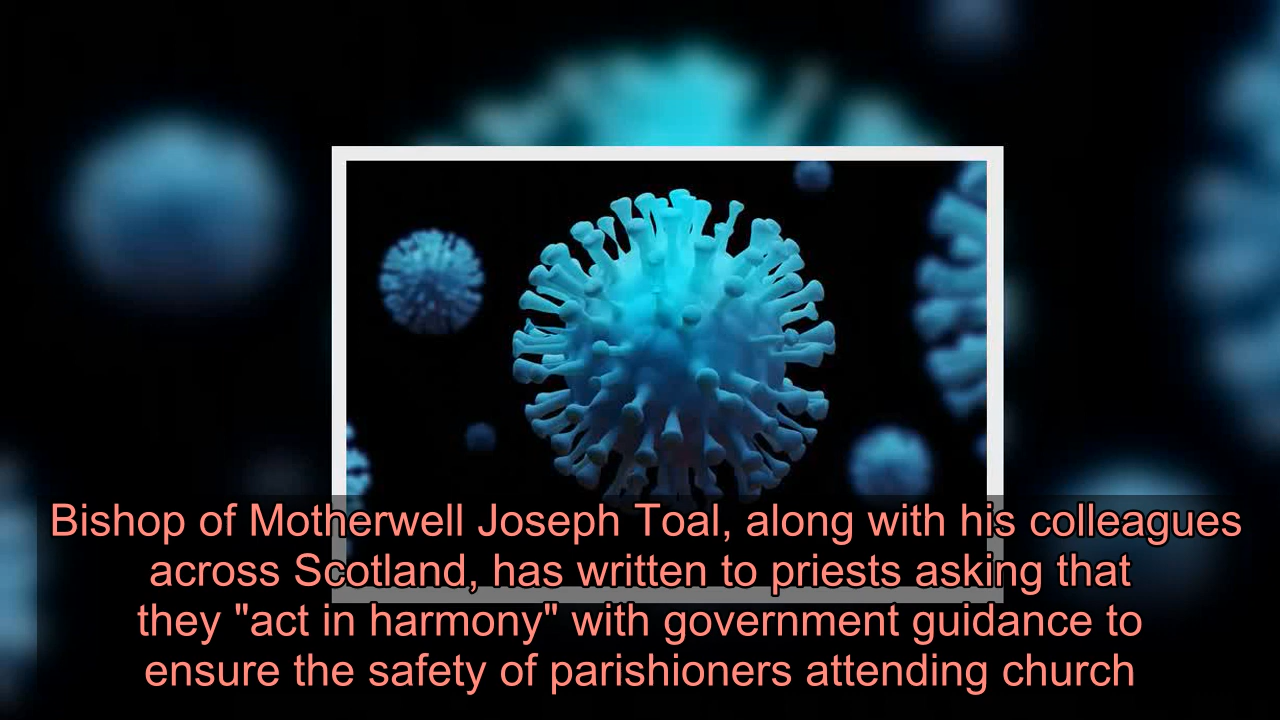 Bishop of Motherwell Joseph Toal, along with his colleagues
across Scotland, has written to priests asking that
they "act in harmony" with government guidance to
ensure the safety of parishioners attending church